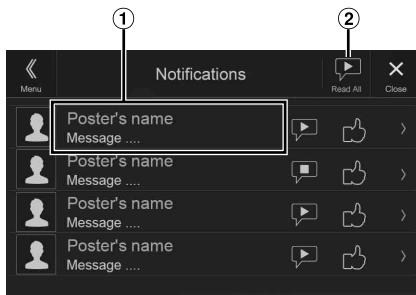 1
2
Menu
Notifications
Read All
Close
Poster's name
Message ....
Poster's name
Message ....
Poster's name
Message ....
Poster's name
Message ....